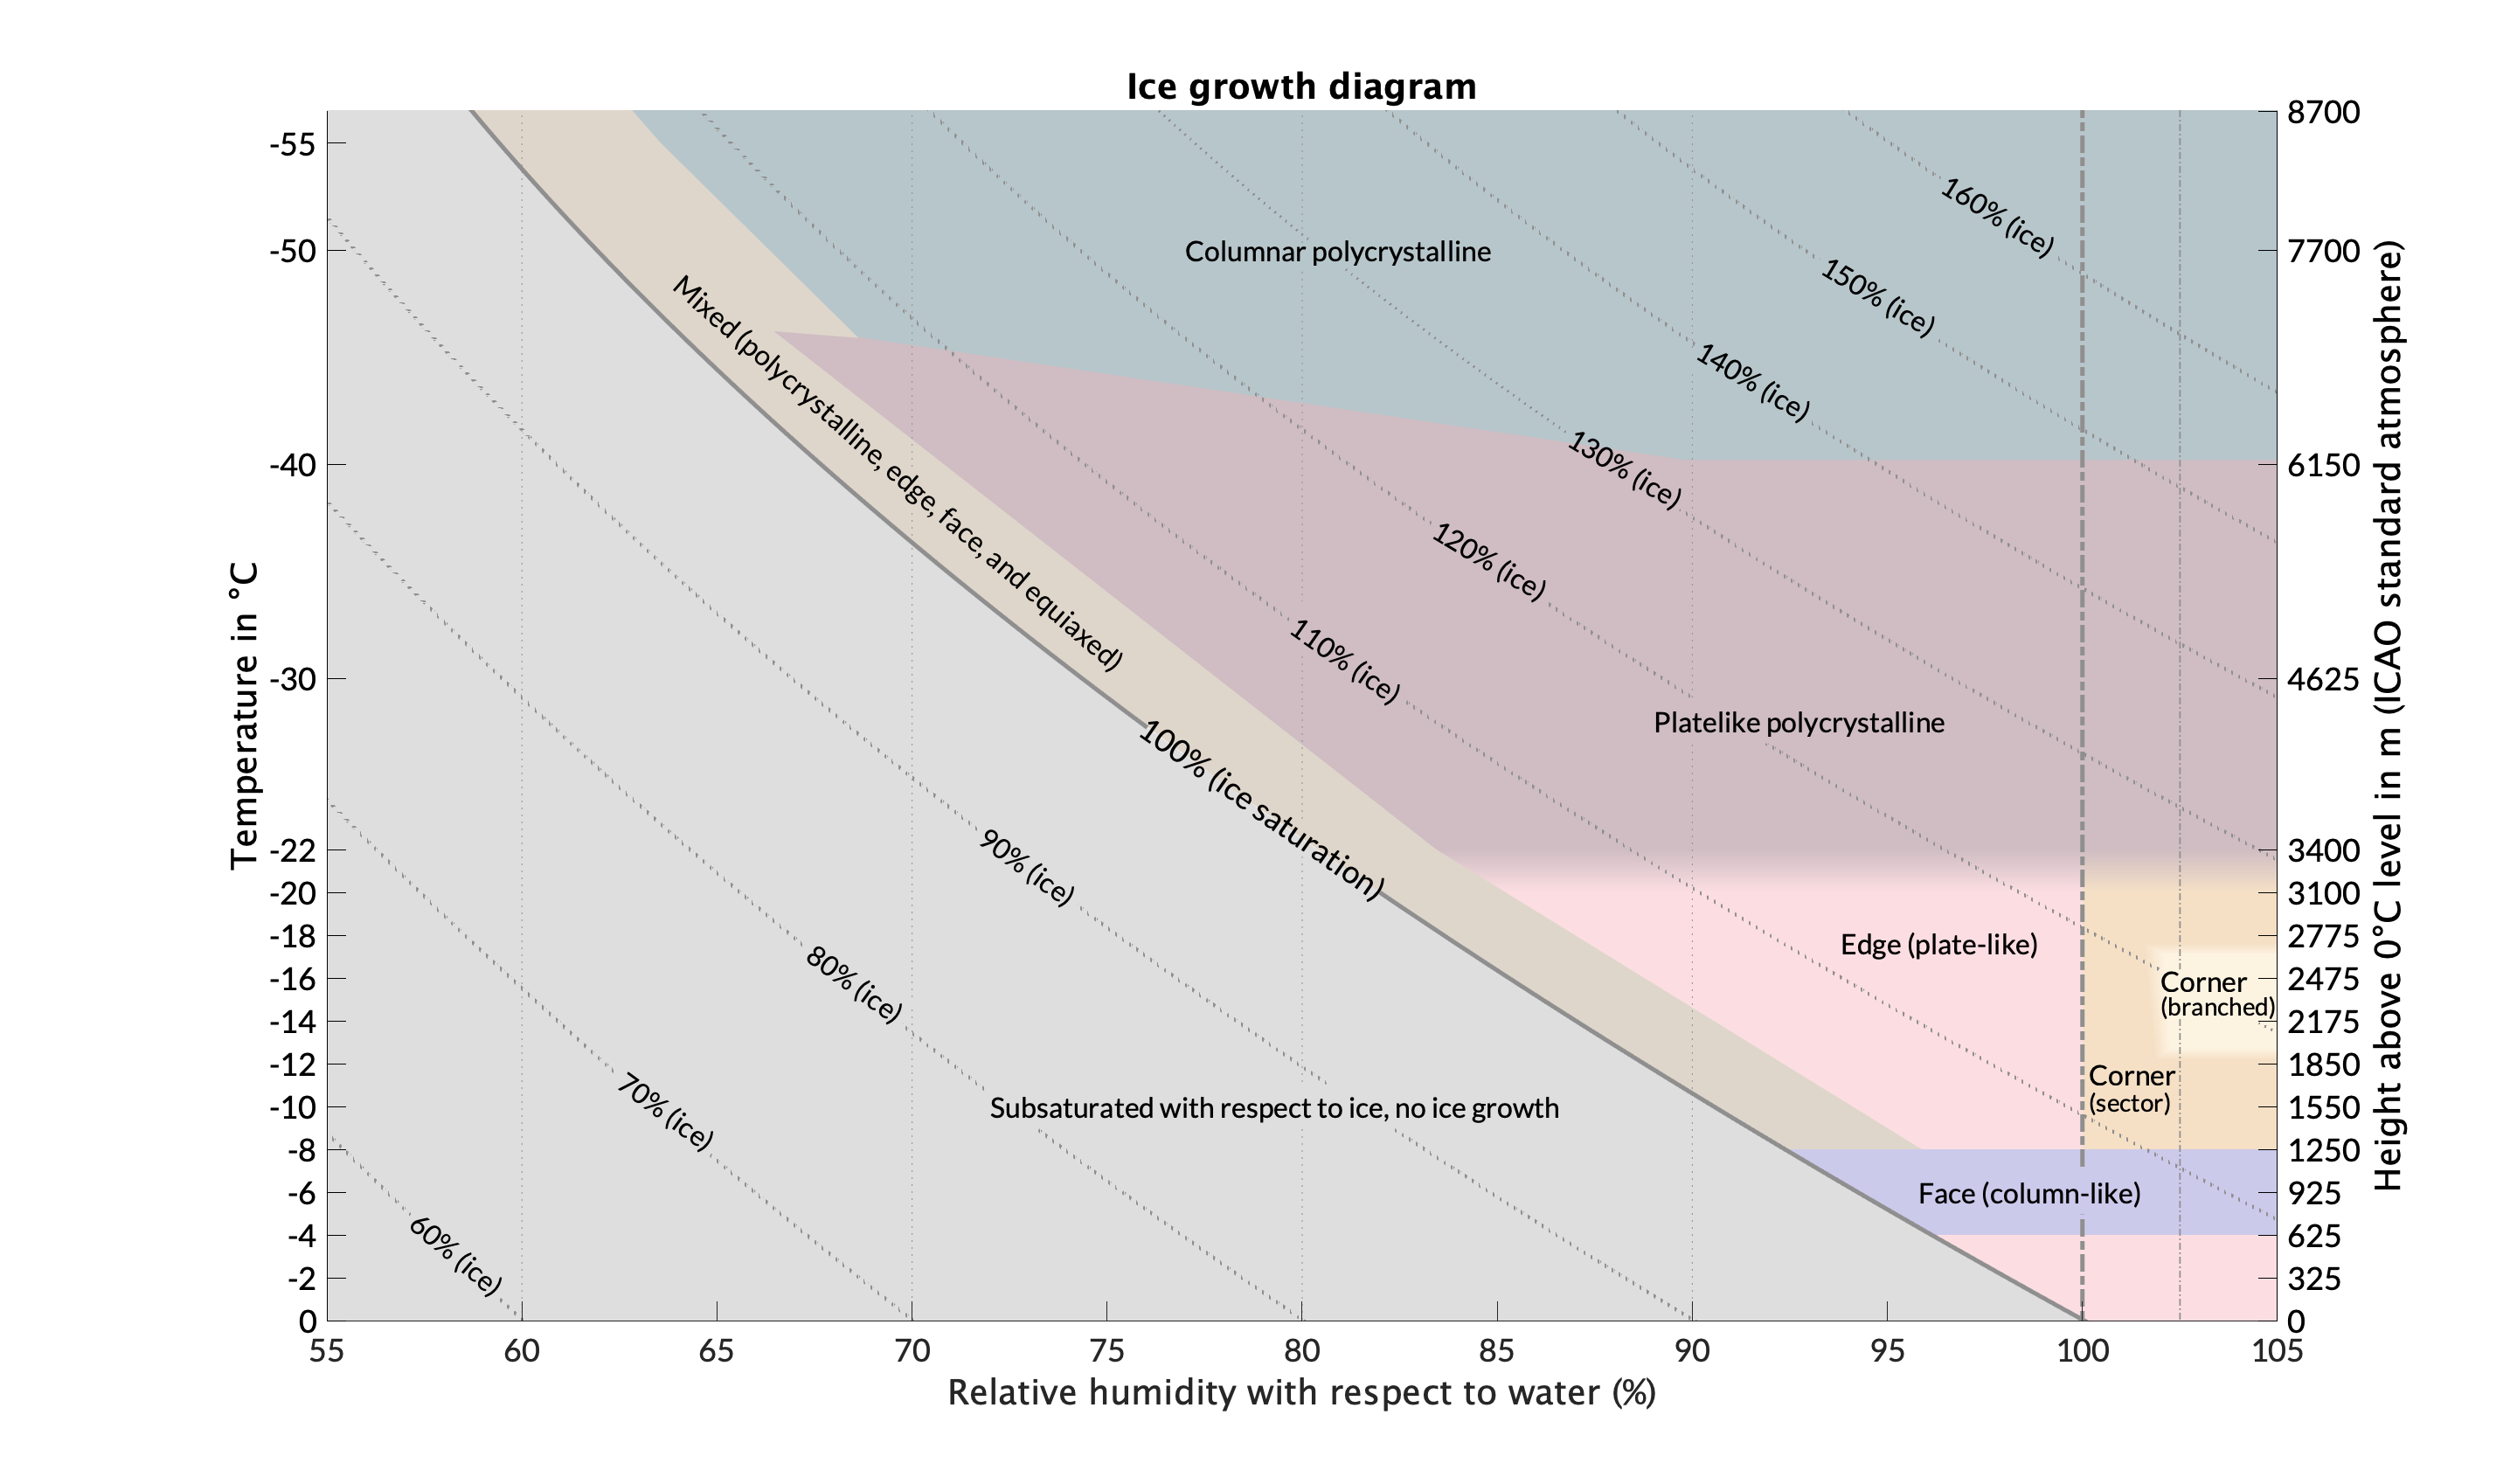 Ice growth diagram
Temperature in °C
-55
-50
-40
-30
-22
-20
-18
-16
-14
-12
-10
-8
-6
-4
-2
0
160% (ice)
150% (ice)
140% (ice)
130% (ice)
120% (ice)
110% (ice)
100% (ice saturation)
90% (ice)
80% (ice)
70% (ice)
60% (ice)
Columnar polycrystalline
Mixed (polycrystalline, edge, face, and equiaxed)
Platelike polycrystalline
Edge (plate-like)
Corner
(branched)
Corner
(sector)
Subsaturated with respect to ice, no ice growth
Face (column-like)
8700
7700
6150
4625
3400
3100
2775
2475
2175
1850
1550
1250
925
625
325
0
Height above 0°C level in m (ICAO standard atmosphere)
55 60 65 70 75 80 85 90 95 100 105
Relative humidity with respect to water (%)